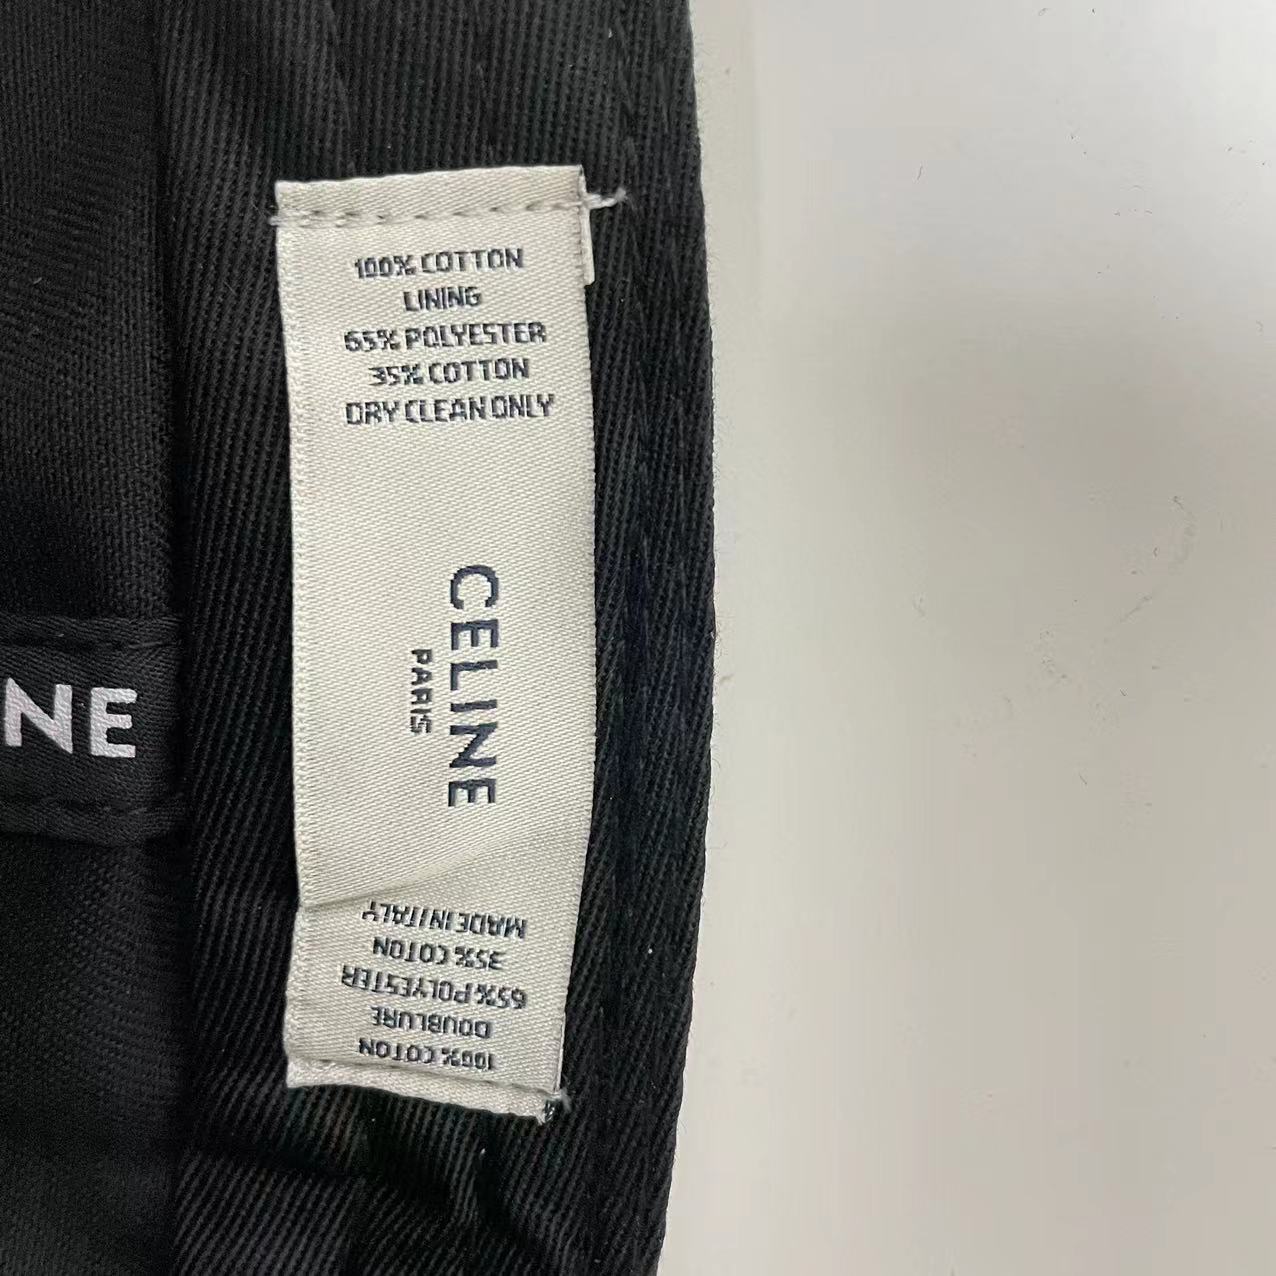 100% COTTON
LINING
65% POLYESTER
35% COTTON
DRY CLEAN ONLY
CELINE
PARIS
100% COTON
DOUBLURE
65% POLYESTER
35% COTON
MADE IN ITALY
NE